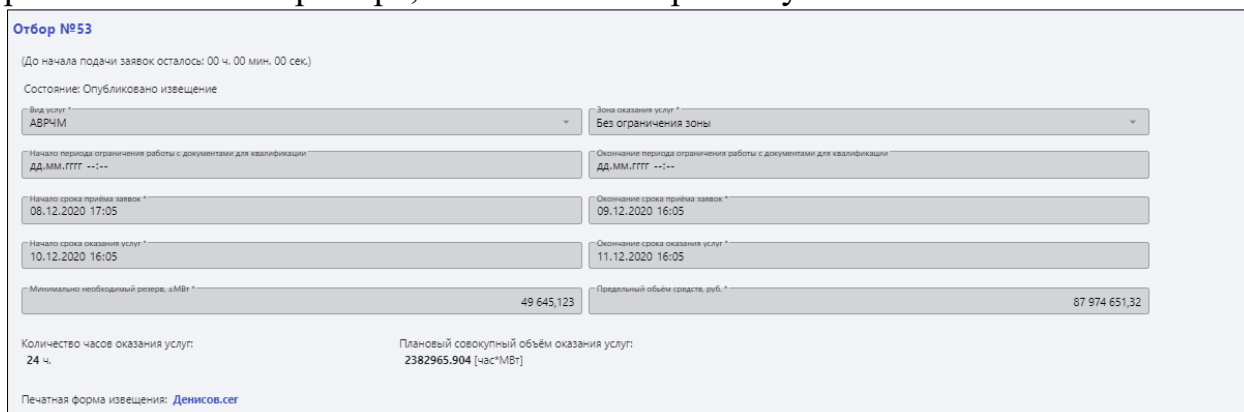 Отбор №53
(До начала подачи заявок осталось: 00 ч. 00 мин. 00 сек.)
Состояние: Опубликовано извещение
Вид услуг *
АВРЧМ
Зона оказания услуг *
Без ограничения зоны
Начало периода ограничения работы с документами для квалификации
дд.мм.гггг --:--
Окончание периода ограничения работы с документами для квалификации
дд.мм.гггг --:--
Начало срока приёма заявок *
08.12.2020 17:05
Окончание срока приёма заявок *
09.12.2020 16:05
Начало срока оказания услуг *
10.12.2020 16:05
Окончание срока оказания услуг *
11.12.2020 16:05
Минимально необходимый резерв, ±МВт *
49 645,123
Предельный объём средств, руб. *
87 974 651,32
Количество часов оказания услуг:
24 ч.
Плановый совокупный объём оказания услуг:
2382965.904 [час*МВт]
Печатная форма извещения: Денисов.cer